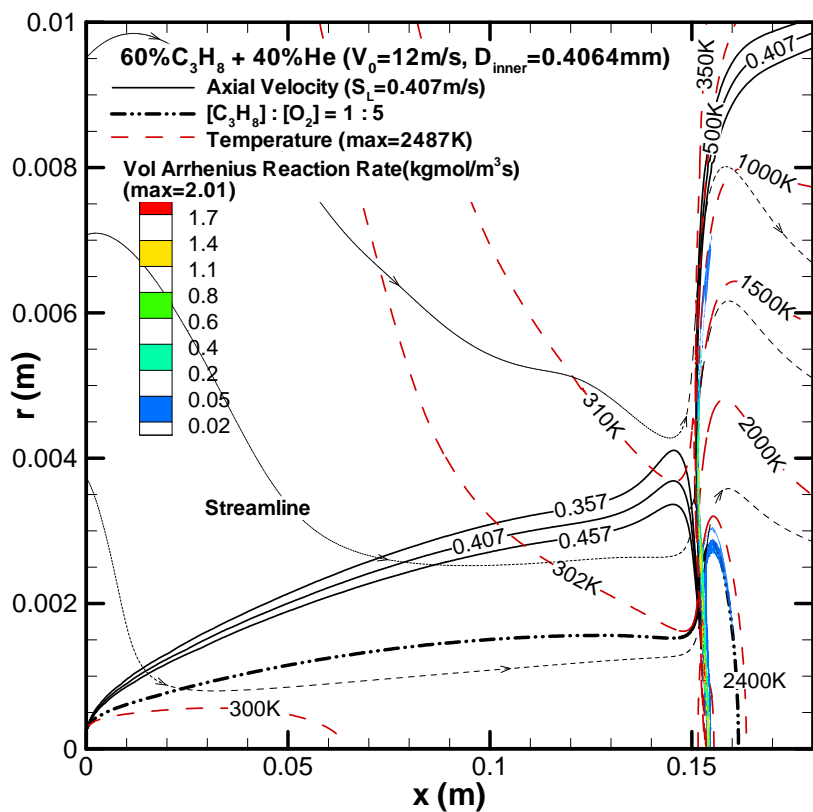 60%C3H8 + 40%He (V0=12m/s, Dinner=0.4064mm)
Axial Velocity (SL=0.407m/s)
[C3H8] : [O2] = 1 : 5
Temperature (max=2487K)
Vol Arrhenius Reaction Rate(kgmol/m3s)
(max=2.01)
1.7
1.4
1.1
0.8
0.6
0.4
0.2
0.05
0.02
350K
0.407
500K
1000K
1500K
310K
2000K
Streamline
0.357
0.407
0.457
302K
2400K
300K
0.01
0.008
0.006
0.004
0.002
0
r (m)
0
0.05
0.1
0.15
x (m)